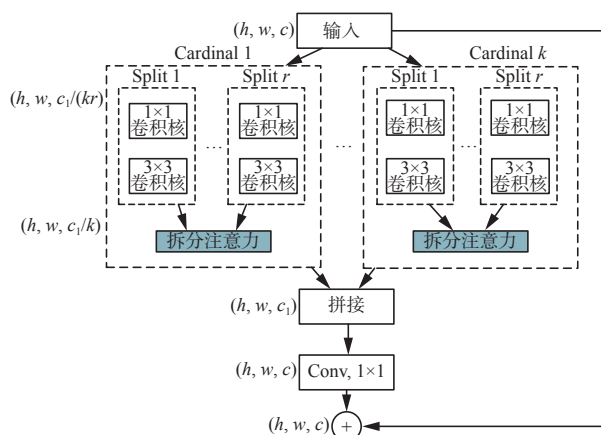 (h, w, c) 输入
Cardinal 1 Cardinal k
Split 1 Split r Split 1 Split r
(h, w, c₁/(kr)
1×1 1×1 1×1 1×1
卷积核 卷积核 卷积核 卷积核
… … …
3×3 3×3 3×3 3×3
卷积核 卷积核 卷积核 卷积核
(h, w, c₁/k)
拆分注意力 拆分注意力
(h, w, c₁) 拼接
(h, w, c) Conv, 1×1
(h, w, c) +